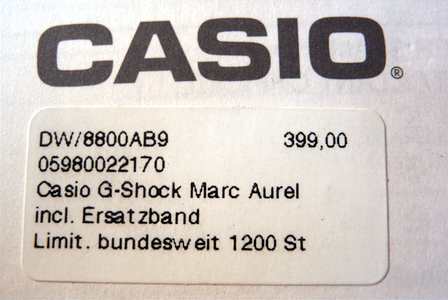 CASIO®
DW/8800AB9 399,00
05980022170
Casio G-Shock Marc Aurel
incl. Ersatzband
Limit. bundesweit 1200 St